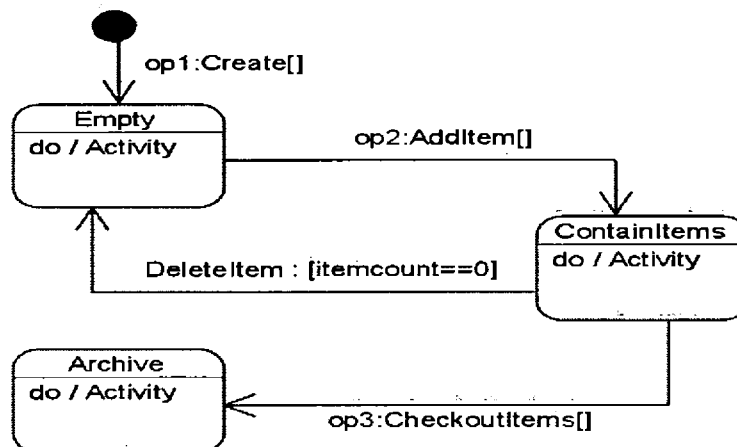 op1:Create[]
Empty
do / Activity
op2:AddItem[]
ContainItems
do / Activity
DeleteItem : [itemcount==0]
Archive
do / Activity
op3:CheckoutItems[]